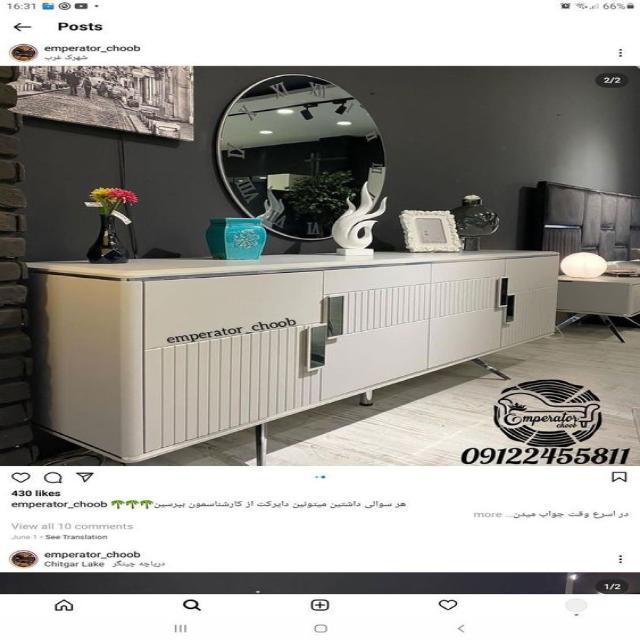 16:31
66%
Posts
emperator_choob
شهرک غرب
2/2
emperator_choob
Emperator
choob
09122455811
430 likes
emperator_choob 🌴🌴🌴هر سوالی داشتین میتونین دایرکت از کارشناسمون بپرسین
در اسرع وقت جواب میدن... more
View all 10 comments
June 1 · See Translation
emperator_choob
Chitgar Lake دریاچه چیتگر
1/2